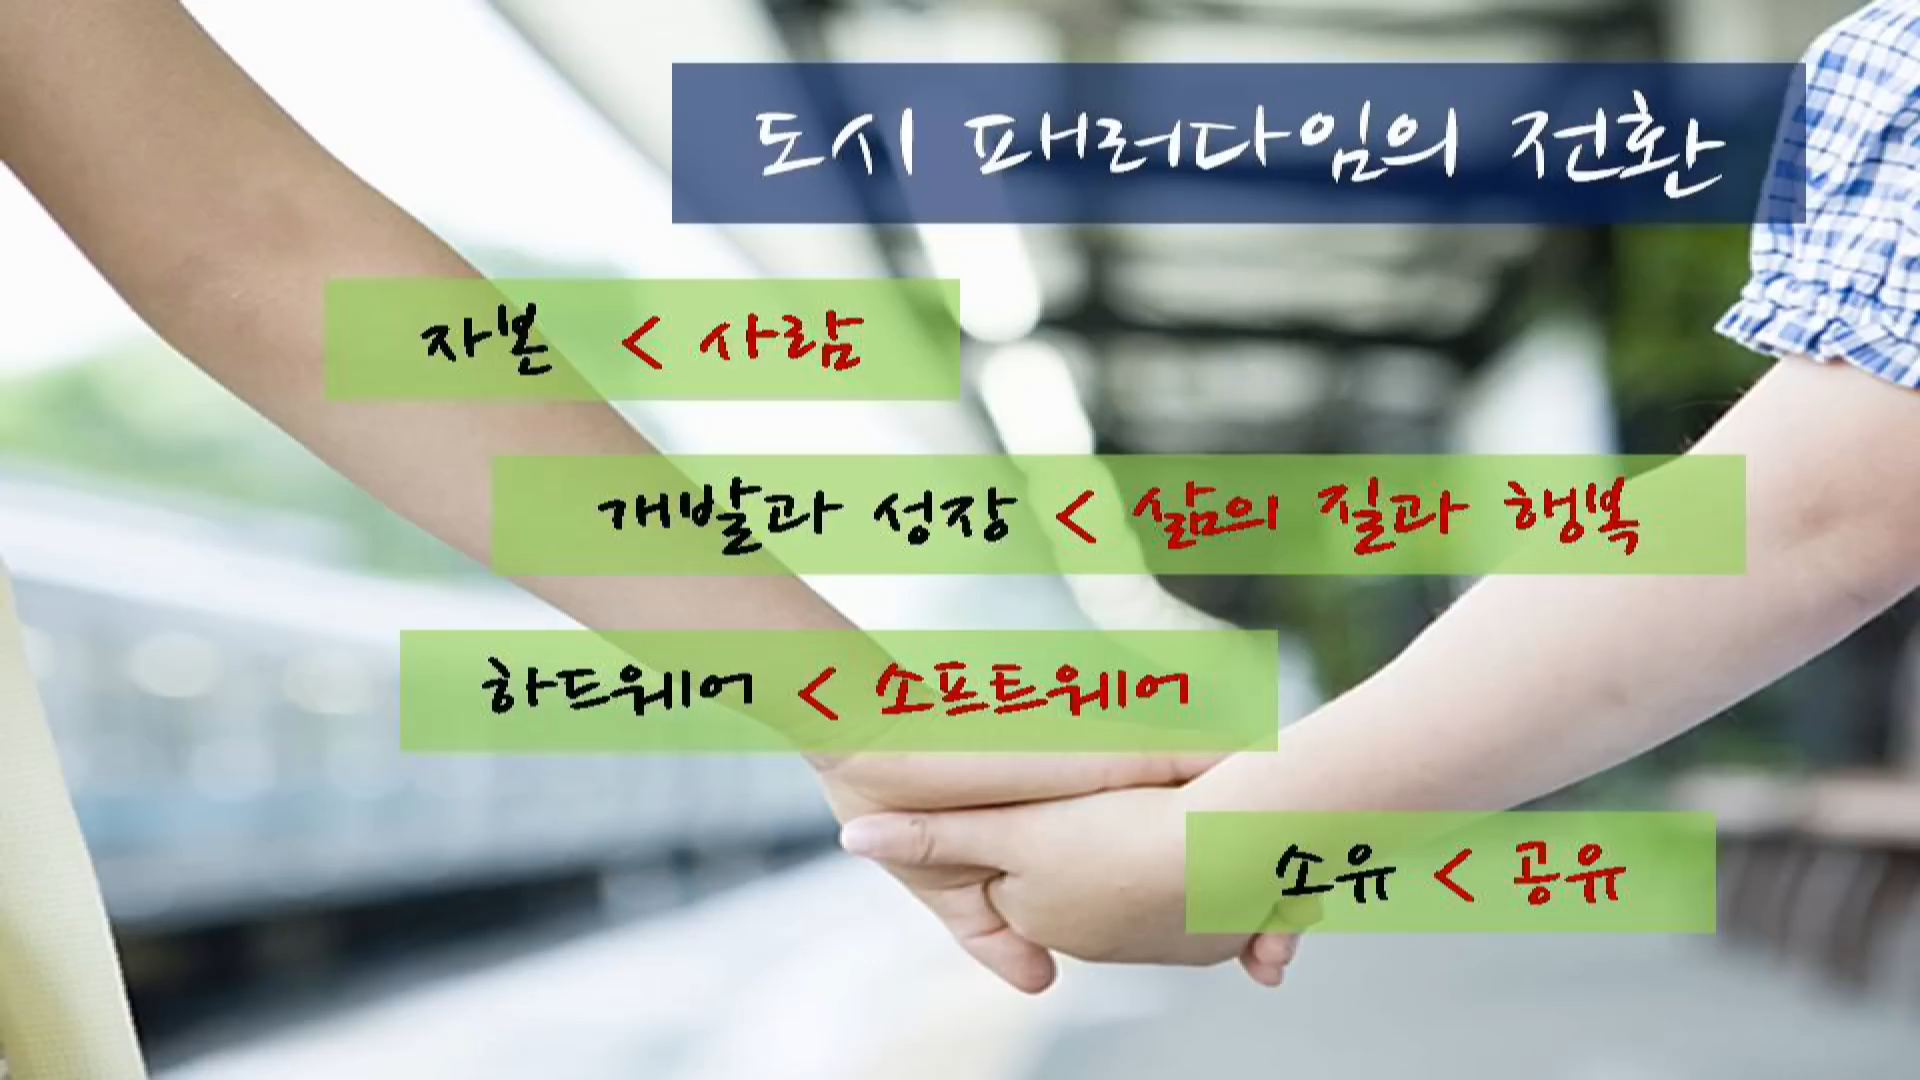 도시 패러다임의 전환
자본 < 사람
개발과 성장 < 삶의 질과 행복
하드웨어 < 소프트웨어
소유 < 공유